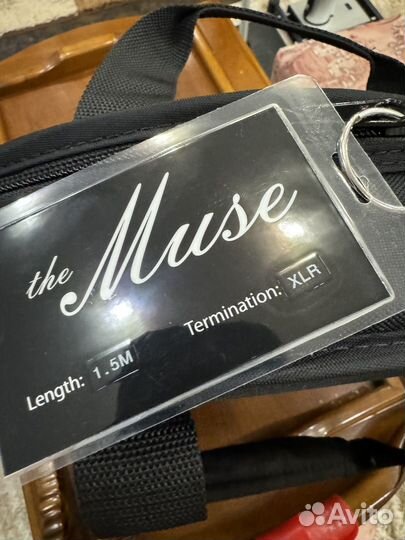 the Muse
Termination: XLR
Length: 1.5M
Avito